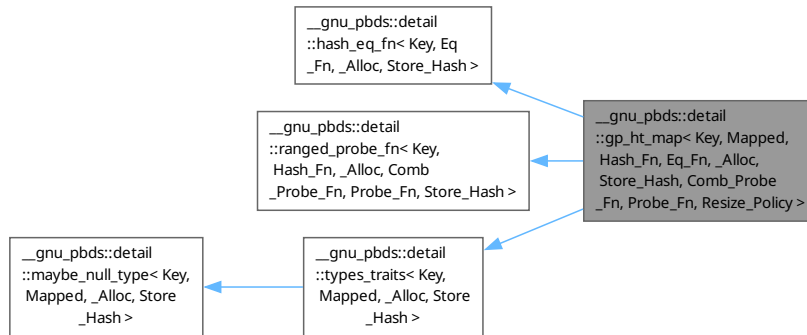 __gnu_pbds::detail
::hash_eq_fn< Key, Eq
_Fn, _Alloc, Store_Hash >
__gnu_pbds::detail
::gp_ht_map< Key, Mapped,
Hash_Fn, Eq_Fn, _Alloc,
Store_Hash, Comb_Probe
_Fn, Probe_Fn, Resize_Policy >
__gnu_pbds::detail
::ranged_probe_fn< Key,
Hash_Fn, _Alloc, Comb
_Probe_Fn, Probe_Fn, Store_Hash >
__gnu_pbds::detail
::maybe_null_type< Key,
Mapped, _Alloc, Store
_Hash >
__gnu_pbds::detail
::types_traits< Key,
Mapped, _Alloc, Store
_Hash >